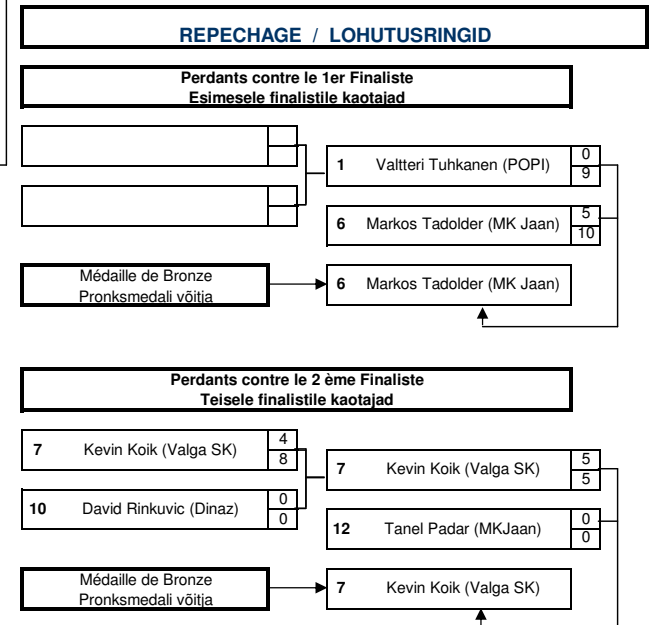 REPECHAGE / LOHUTUSRINGID
Perdants contre le 1er Finaliste
Esimesele finalistile kaotajad
1 Valtteri Tuhkanen (POPI) 0
9
6 Markos Tadolder (MK Jaan) 5
10
Médaille de Bronze
Pronksmedali võitja
6 Markos Tadolder (MK Jaan)
Perdants contre le 2 ème Finaliste
Teisele finalistile kaotajad
7 Kevin Koik (Valga SK) 4
8
10 David Rinkuvic (Dinaz) 0
0
7 Kevin Koik (Valga SK) 5
5
12 Tanel Padar (MKJaan) 0
0
Médaille de Bronze
Pronksmedali võitja
7 Kevin Koik (Valga SK)